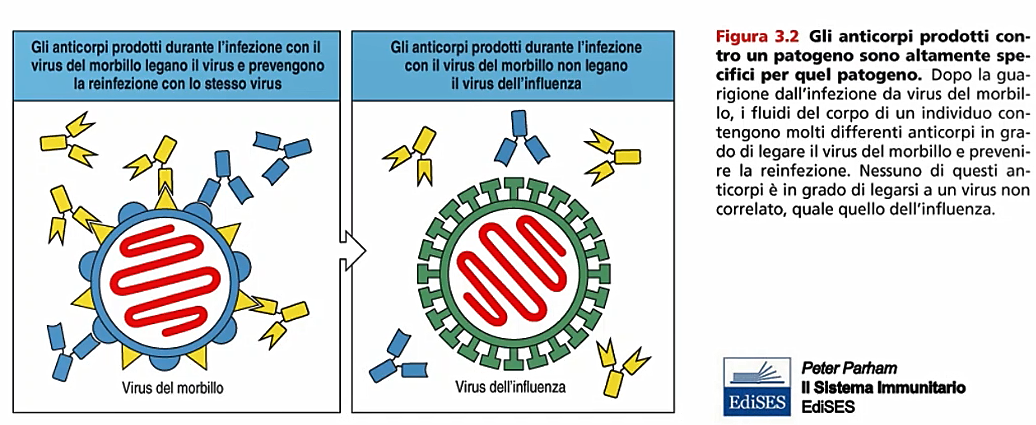 Gli anticorpi prodotti durante l'infezione con il
virus del morbillo legano il virus e prevengono
la reinfezione con lo stesso virus
Virus del morbillo
Gli anticorpi prodotti durante l'infezione
con il virus del morbillo non legano
il virus dell'influenza
Virus dell'influenza
Figura 3.2 Gli anticorpi prodotti con-
tro un patogeno sono altamente spe-
cifici per quel patogeno. Dopo la gua-
rigione dall'infezione da virus del morbil-
lo, i fluidi del corpo di un individuo con-
tengono molti differenti anticorpi in gra-
do di legare il virus del morbillo e preveni-
re la reinfezione. Nessuno di questi an-
ticorpi è in grado di legarsi a un virus non
correlato, quale quello dell'influenza.
EdiSES
Peter Parham
Il Sistema Immunitario
EdiSES